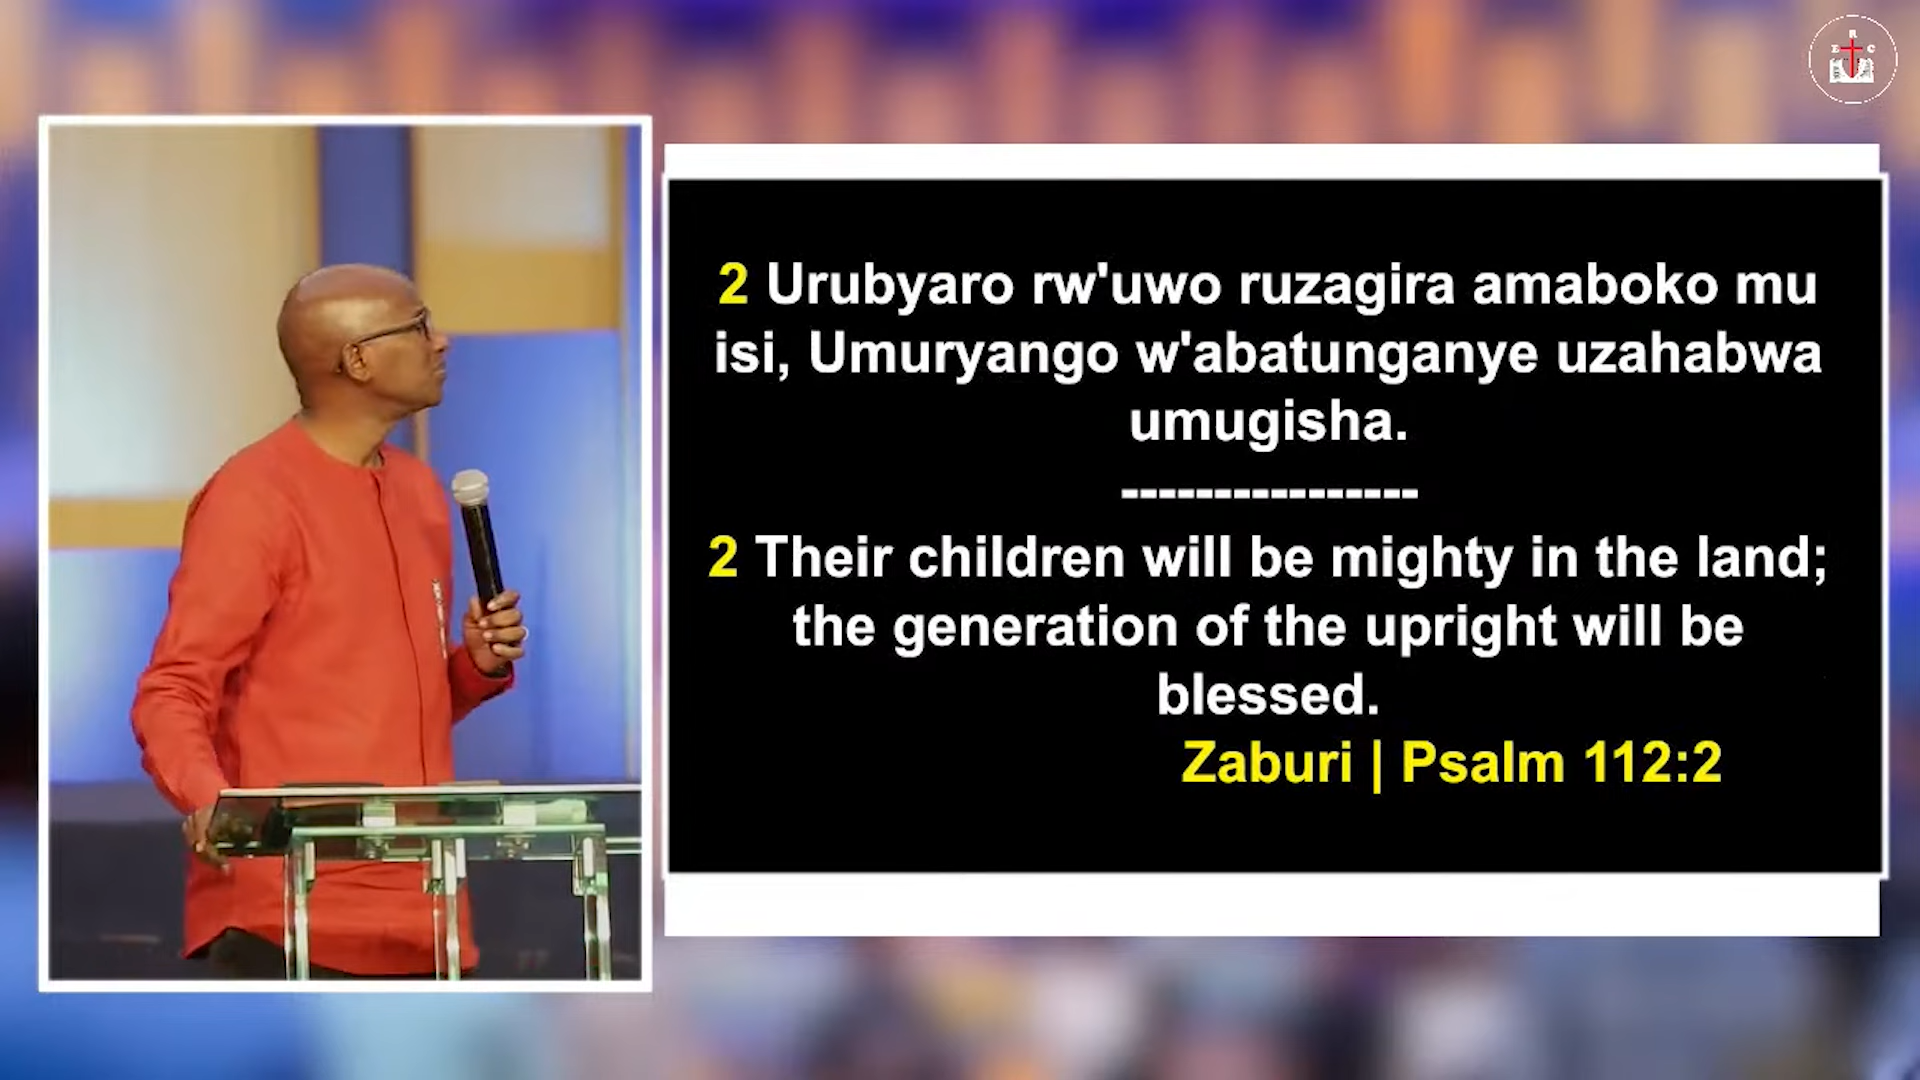 E R C
2 Urubyaro rw'uwo ruzagira amaboko mu
isi, Umuryango w'abatunganye uzahabwa
umugisha.
----------------
2 Their children will be mighty in the land;
the generation of the upright will be
blessed.
Zaburi | Psalm 112:2